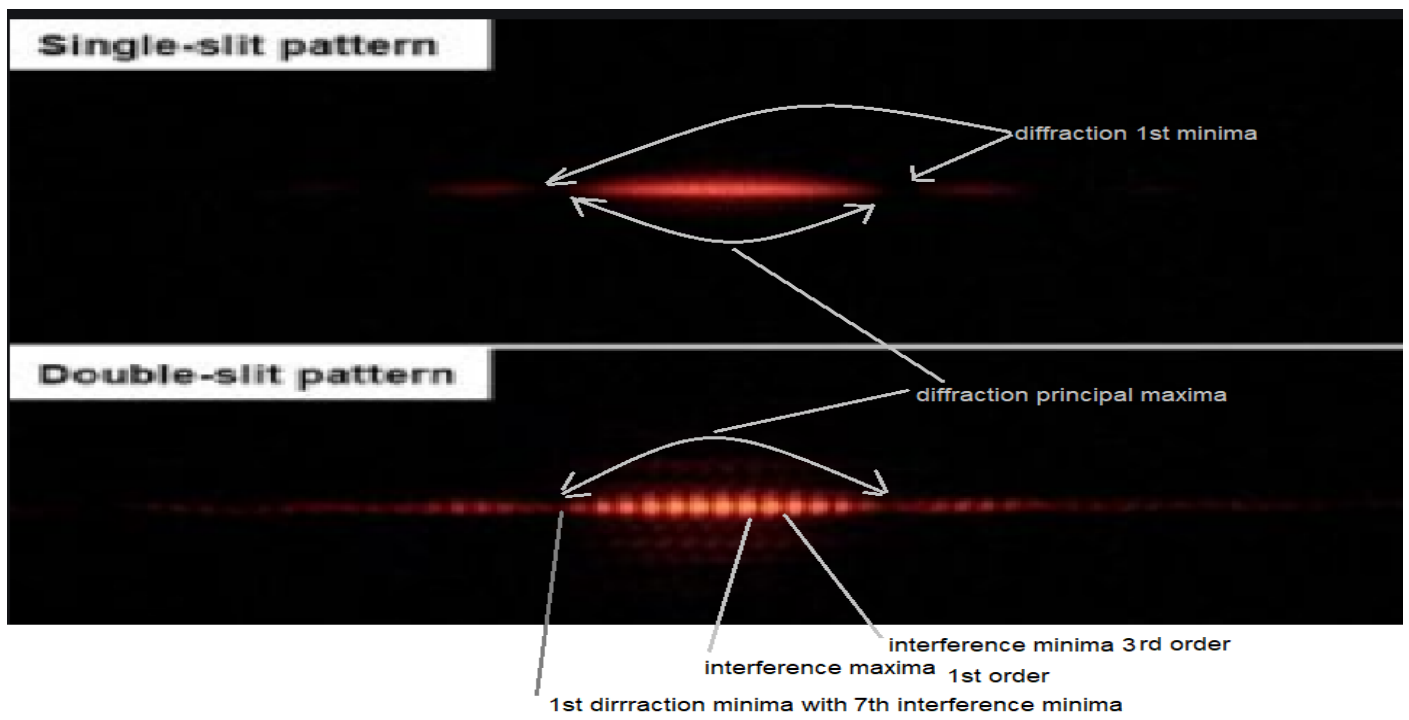 Single-slit pattern
diffraction 1st minima
Double-slit pattern
diffraction principal maxima
interference minima 3rd order
interference maxima 1st order
1st dirrraction minima with 7th interference minima